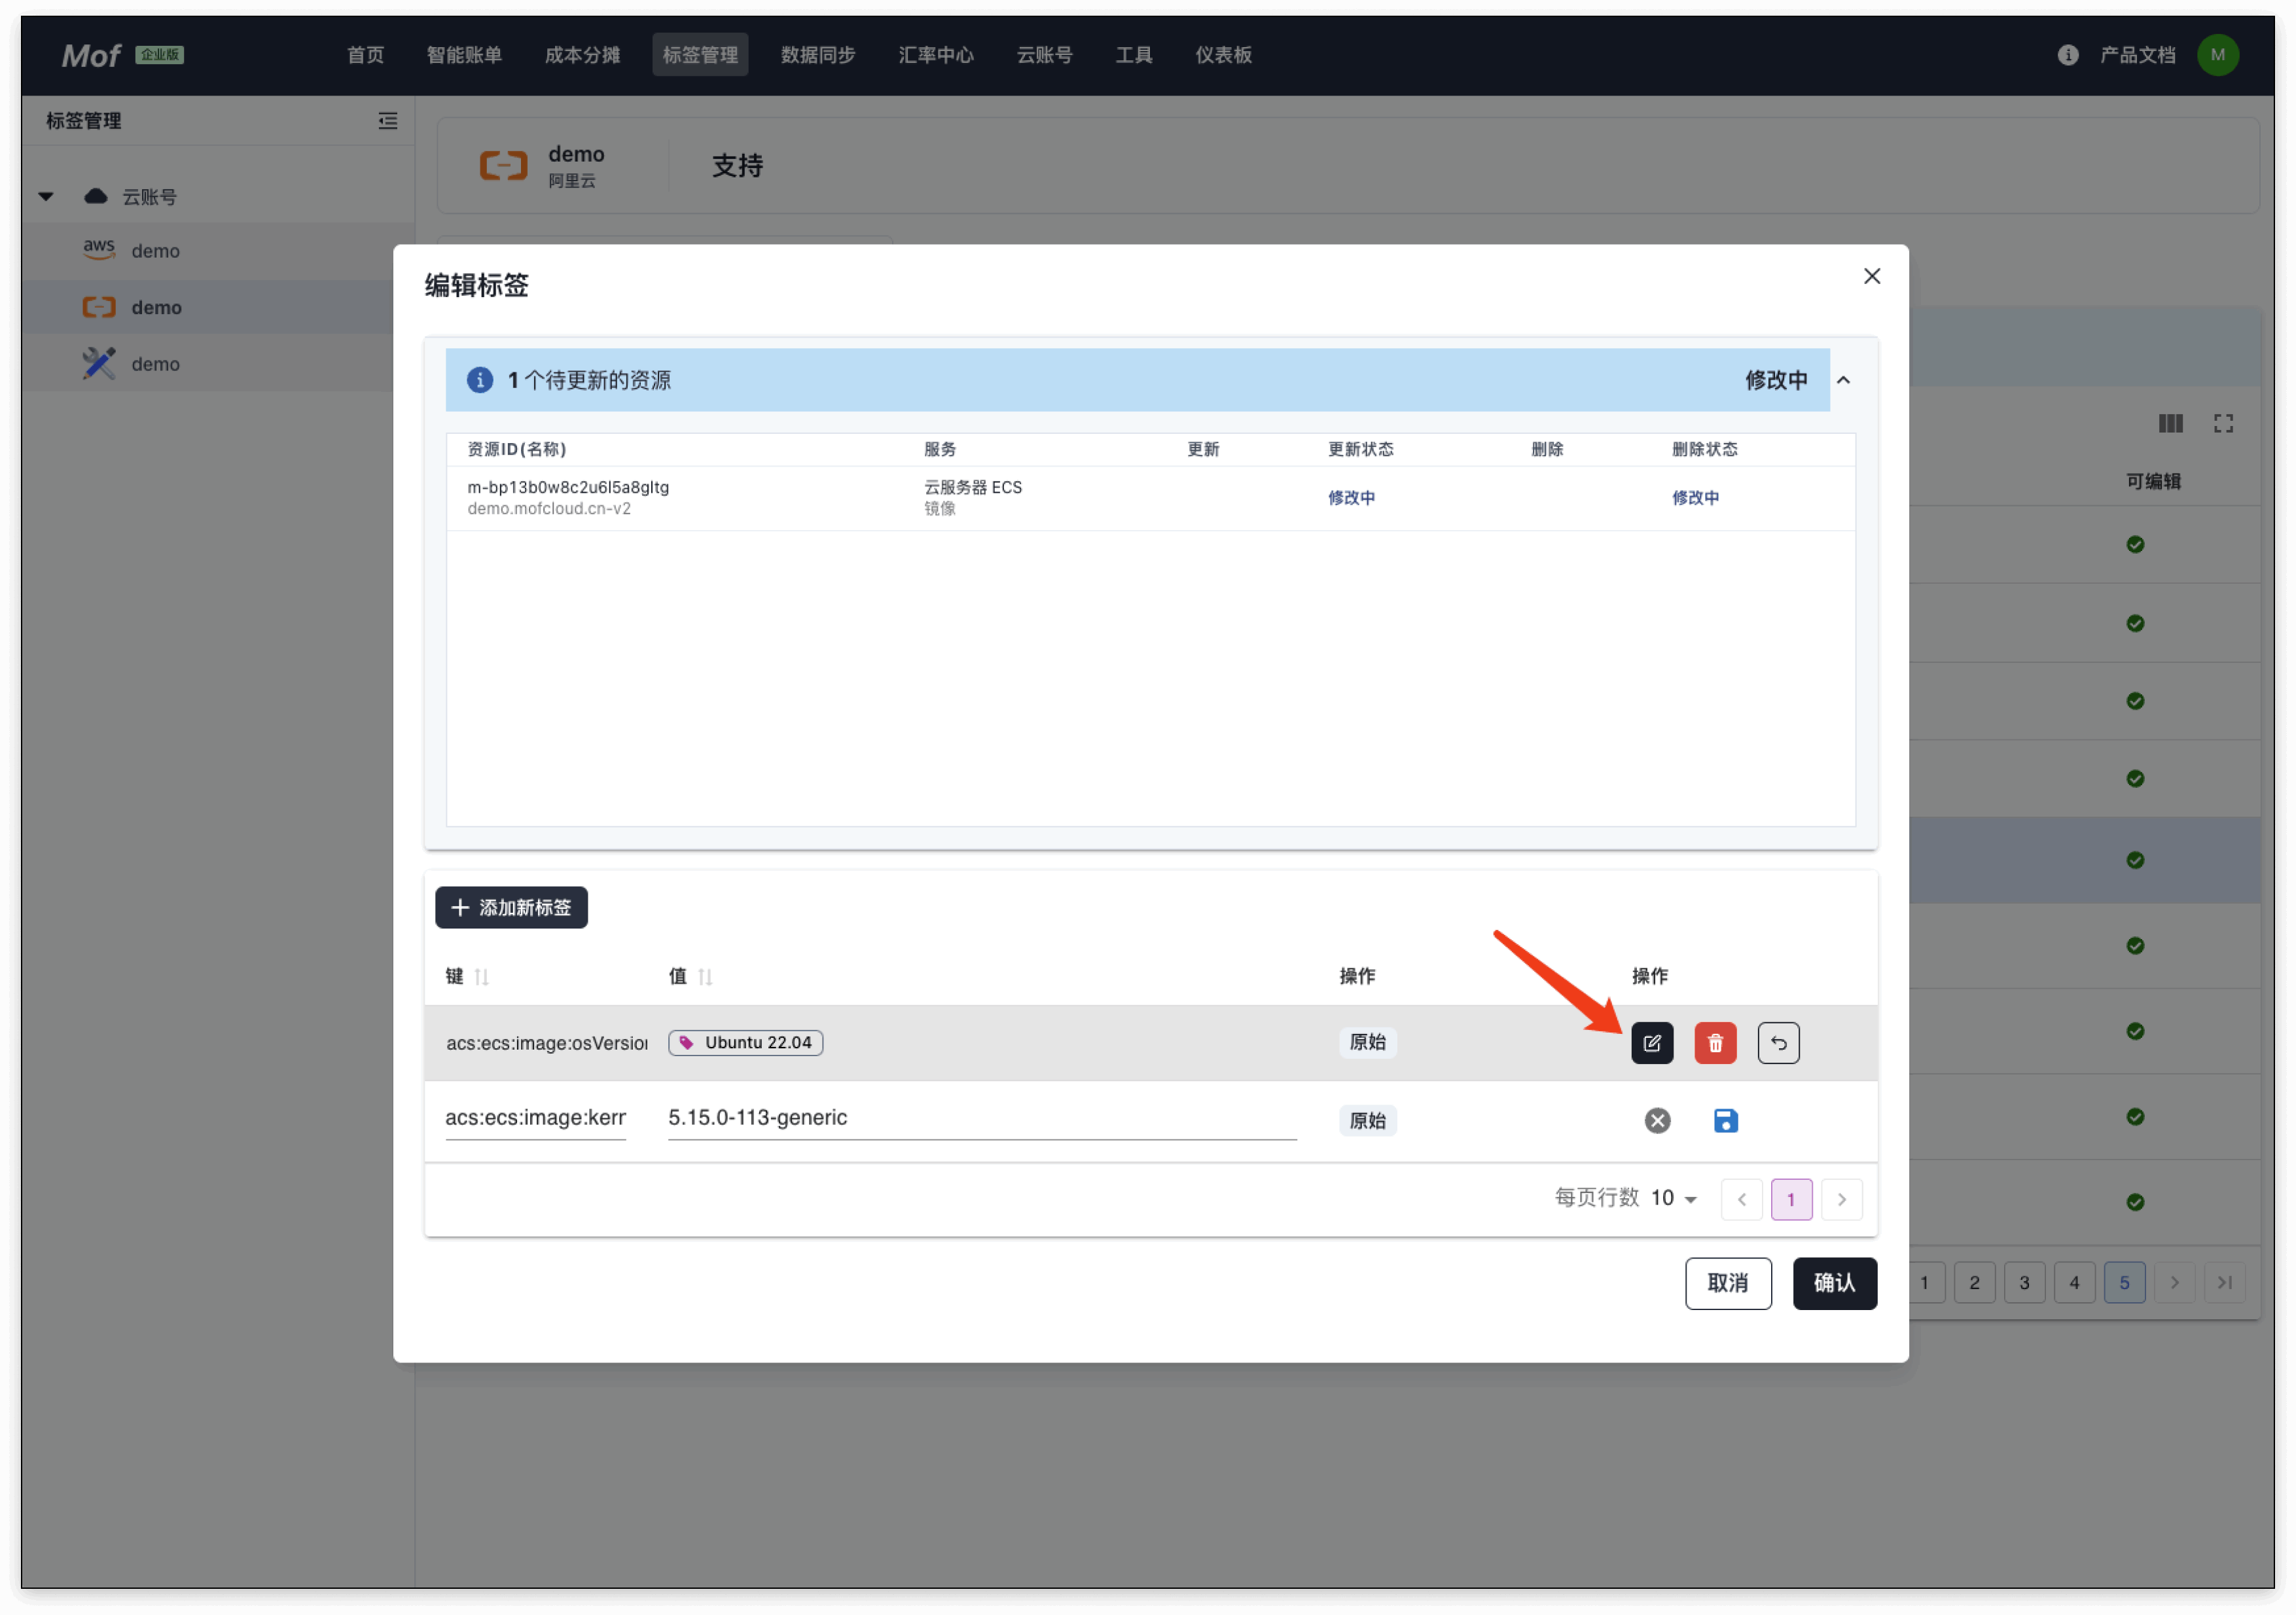 Mof 企业版 首页 智能账单 成本分摊 标签管理 数据同步 汇率中心 云账号 工具 仪表板 产品文档 M
标签管理
云账号
aws demo
demo
demo
demo
阿里云
支持
可编辑
1 2 3 4 5
编辑标签
1 个待更新的资源 修改中
资源ID(名称) 服务 更新 更新状态 删除 删除状态
m-bp13b0w8c2u6l5a8gltg 云服务器 ECS 修改中 修改中
demo.mofcloud.cn-v2 镜像
添加新标签
键 值 操作 操作
acs:ecs:image:osVersion Ubuntu 22.04 原始
acs:ecs:image:kerr 5.15.0-113-generic 原始
每页行数 10 1
取消 确认